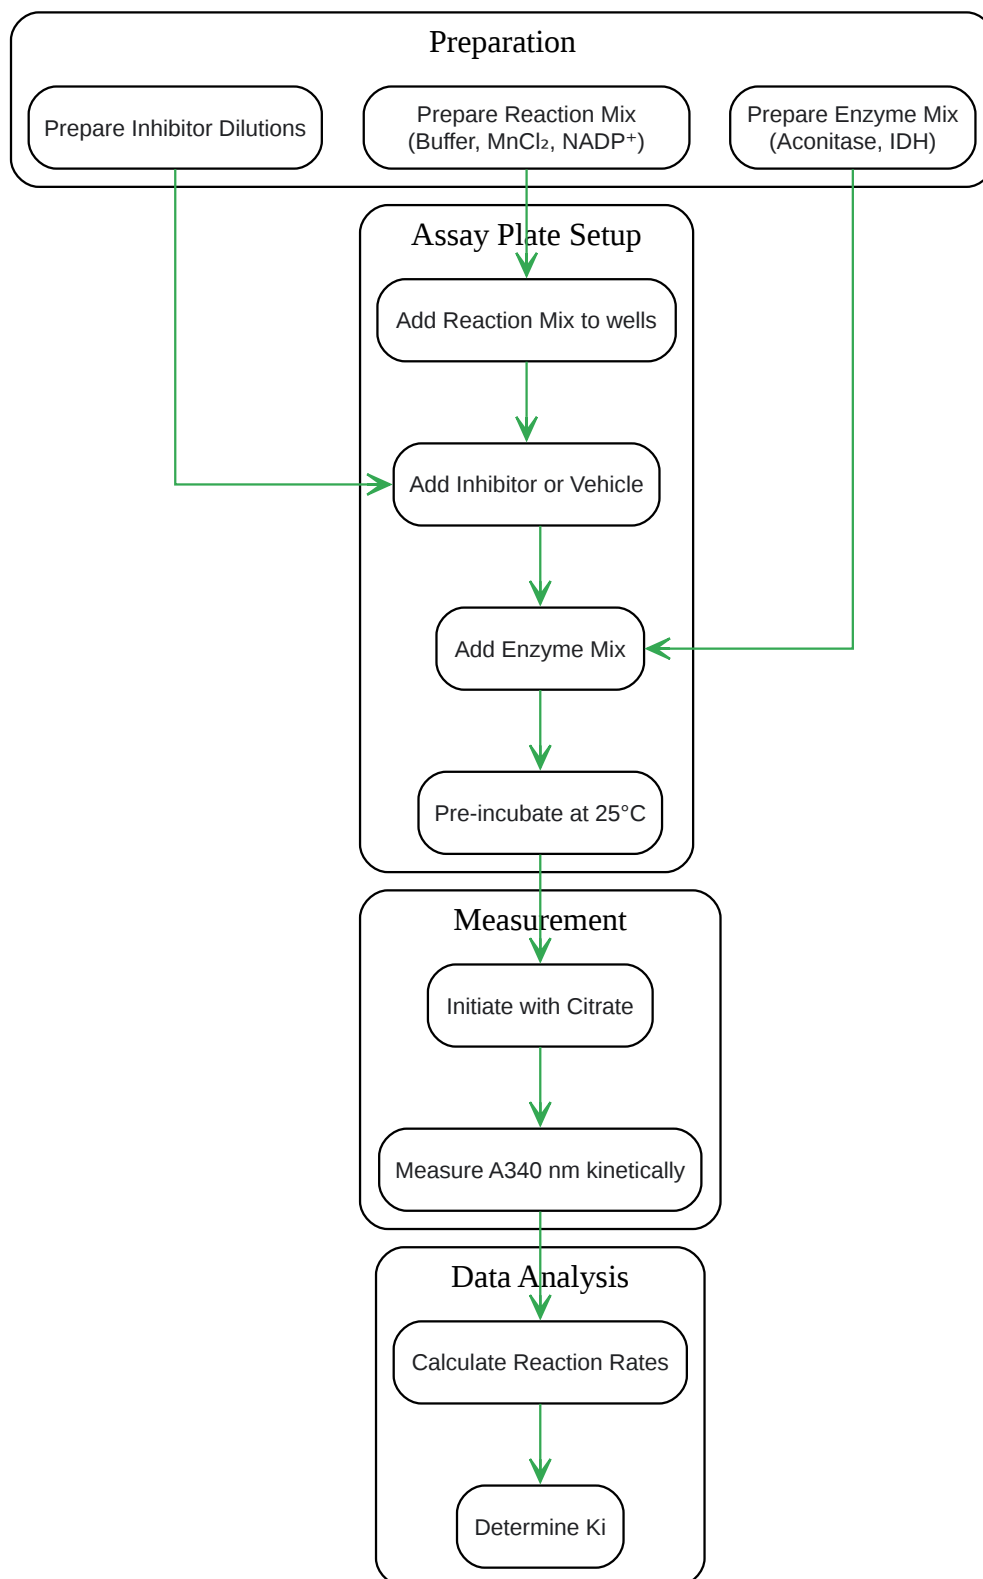 Preparation
Prepare Inhibitor Dilutions
Prepare Reaction Mix
(Buffer, MnCl₂, NADP⁺)
Prepare Enzyme Mix
(Aconitase, IDH)
Assay Plate Setup
Add Reaction Mix to wells
Add Inhibitor or Vehicle
Add Enzyme Mix
Pre-incubate at 25°C
Measurement
Initiate with Citrate
Measure A340 nm kinetically
Data Analysis
Calculate Reaction Rates
Determine Ki